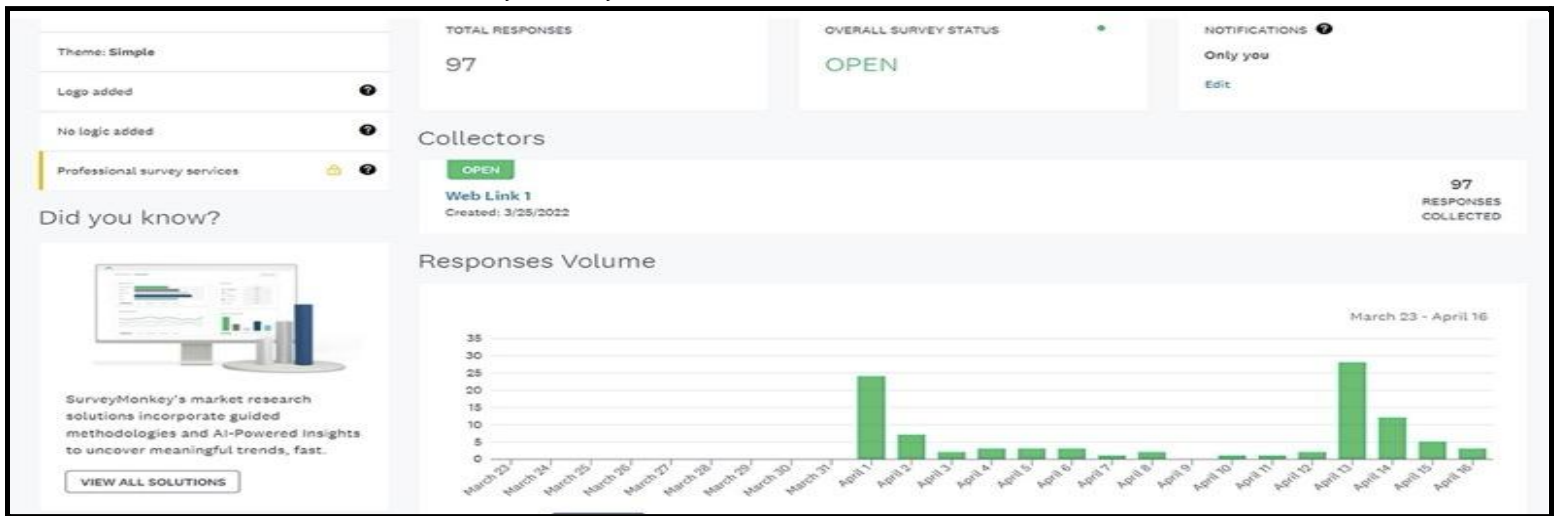 Theme: Simple
Logo added
No logic added
Professional survey services
Did you know?
SurveyMonkey's market research
solutions incorporate guided
methodologies and AI-Powered Insights
to uncover meaningful trends, fast.
VIEW ALL SOLUTIONS
TOTAL RESPONSES
97
OVERALL SURVEY STATUS
OPEN
NOTIFICATIONS ?
Only you
Edit
Collectors
OPEN
Web Link 1
Created: 3/25/2022
97
RESPONSES
COLLECTED
Responses Volume
March 23 - April 16
35
30
25
20
15
10
5
0
March 23
March 24
March 25
March 26
March 27
March 28
March 29
March 30
March 31
April 1
April 2
April 3
April 4
April 5
April 6
April 7
April 8
April 9
April 10
April 11
April 12
April 13
April 14
April 15
April 16